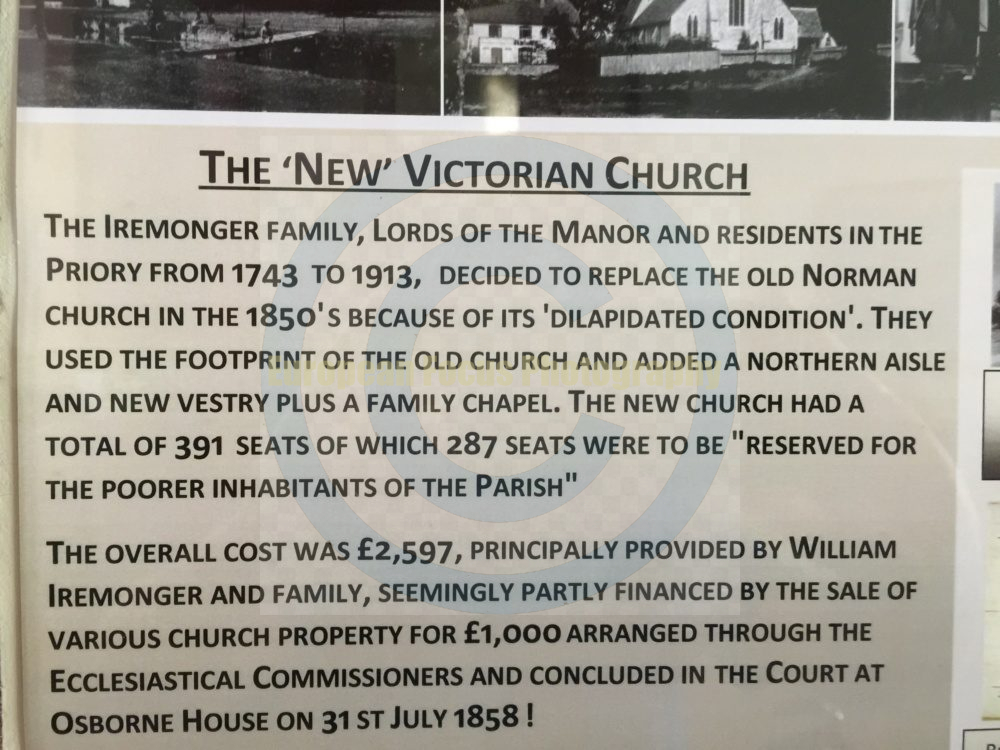 THE ‘NEW’ VICTORIAN CHURCH
THE IREMONGER FAMILY, LORDS OF THE MANOR AND RESIDENTS IN THE
PRIORY FROM 1743 TO 1913, DECIDED TO REPLACE THE OLD NORMAN
CHURCH IN THE 1850'S BECAUSE OF ITS 'DILAPIDATED CONDITION'. THEY
USED THE FOOTPRINT OF THE OLD CHURCH AND ADDED A NORTHERN AISLE
European Faces Photography
AND NEW VESTRY PLUS A FAMILY CHAPEL. THE NEW CHURCH HAD A
TOTAL OF 391 SEATS OF WHICH 287 SEATS WERE TO BE "RESERVED FOR
THE POORER INHABITANTS OF THE PARISH"
THE OVERALL COST WAS £2,597, PRINCIPALLY PROVIDED BY WILLIAM
IREMONGER AND FAMILY, SEEMINGLY PARTLY FINANCED BY THE SALE OF
VARIOUS CHURCH PROPERTY FOR £1,000 ARRANGED THROUGH THE
ECCLESIASTICAL COMMISSIONERS AND CONCLUDED IN THE COURT AT
OSBORNE HOUSE ON 31 ST JULY 1858 !